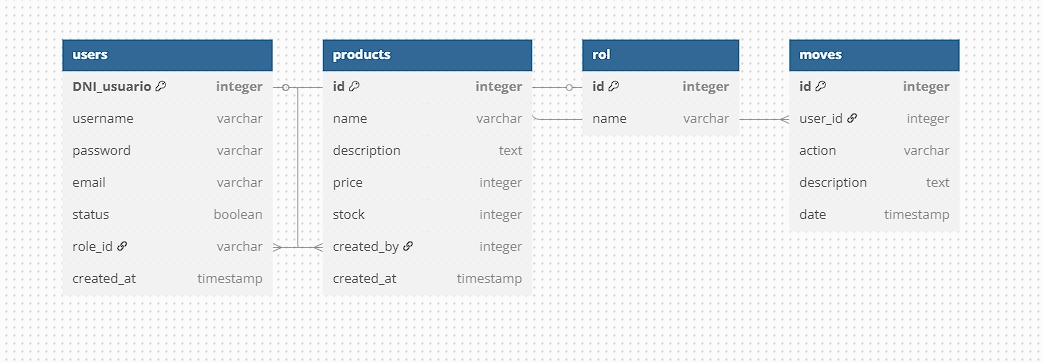 users
DNI_usuario integer
username varchar
password varchar
email varchar
status boolean
role_id varchar
created_at timestamp
products
id integer
name varchar
description text
price integer
stock integer
created_by integer
created_at timestamp
rol
id integer
name varchar
moves
id integer
user_id integer
action varchar
description text
date timestamp